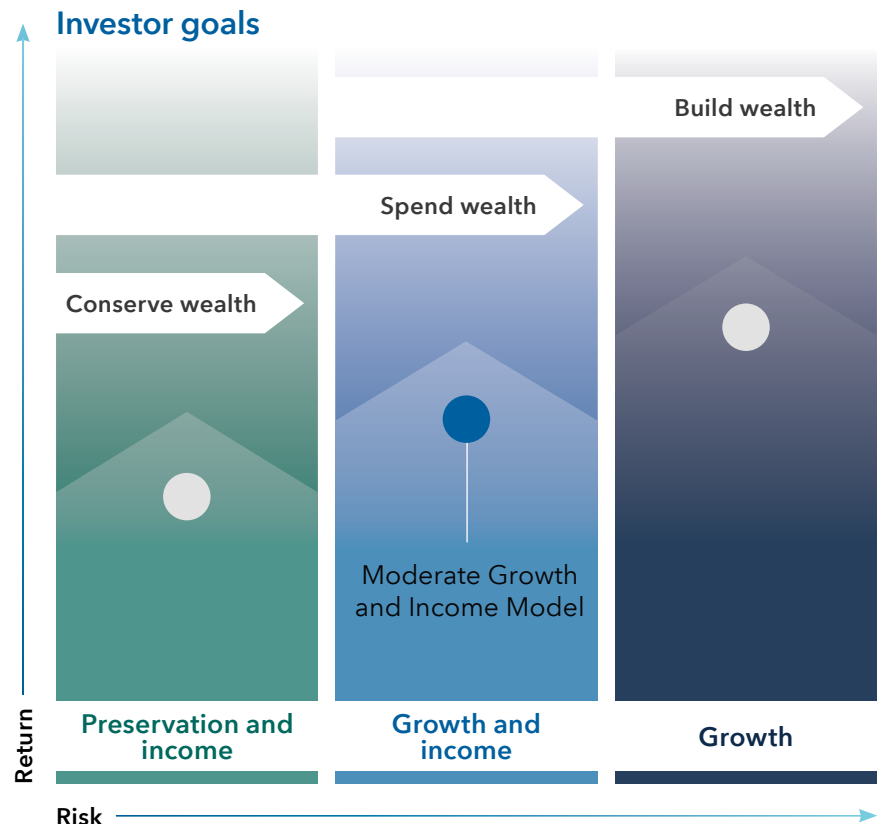 Investor goals
Build wealth
Spend wealth
Conserve wealth
Moderate Growth
and Income Model
Return
Preservation and
income
Growth and
income
Growth
Risk